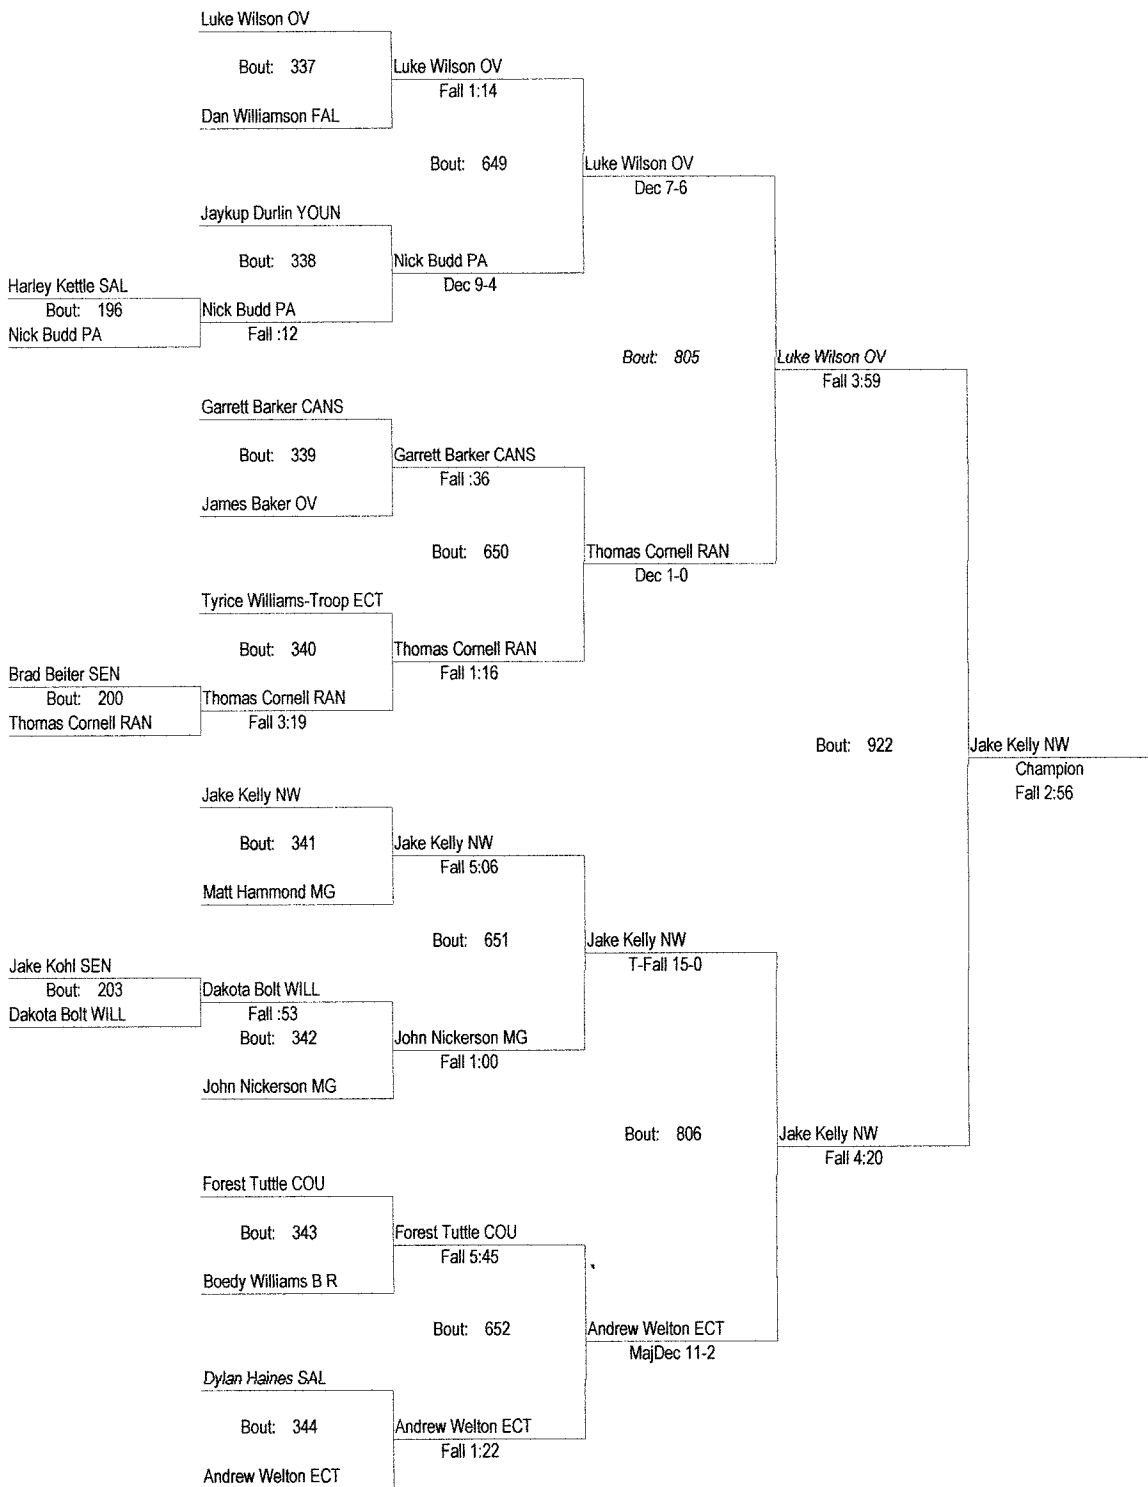 Luke Wilson OV
Bout: 337
Luke Wilson OV
Fall 1:14
Dan Williamson FAL
Bout: 649
Luke Wilson OV
Dec 7-6
Jaykup Durlin YOUN
Bout: 338
Nick Budd PA
Dec 9-4
Harley Kettle SAL
Bout: 196
Nick Budd PA
Nick Budd PA
Fall :12
Bout: 805
Luke Wilson OV
Fall 3:59
Garrett Barker CANS
Bout: 339
Garrett Barker CANS
Fall :36
James Baker OV
Bout: 650
Thomas Cornell RAN
Dec 1-0
Tyrice Williams-Troop ECT
Bout: 340
Thomas Cornell RAN
Fall 1:16
Brad Beiter SEN
Bout: 200
Thomas Cornell RAN
Thomas Cornell RAN
Fall 3:19
Bout: 922
Jake Kelly NW
Champion
Fall 2:56
Jake Kelly NW
Bout: 341
Jake Kelly NW
Fall 5:06
Matt Hammond MG
Bout: 651
Jake Kelly NW
T-Fall 15-0
Jake Kohl SEN
Bout: 203
Dakota Bolt WILL
Dakota Bolt WILL
Fall :53
Bout: 342
John Nickerson MG
Fall 1:00
John Nickerson MG
Bout: 806
Jake Kelly NW
Fall 4:20
Forest Tuttle COU
Bout: 343
Forest Tuttle COU
Fall 5:45
Boedy Williams B R
Bout: 652
Andrew Welton ECT
MajDec 11-2
Dylan Haines SAL
Bout: 344
Andrew Welton ECT
Fall 1:22
Andrew Welton ECT